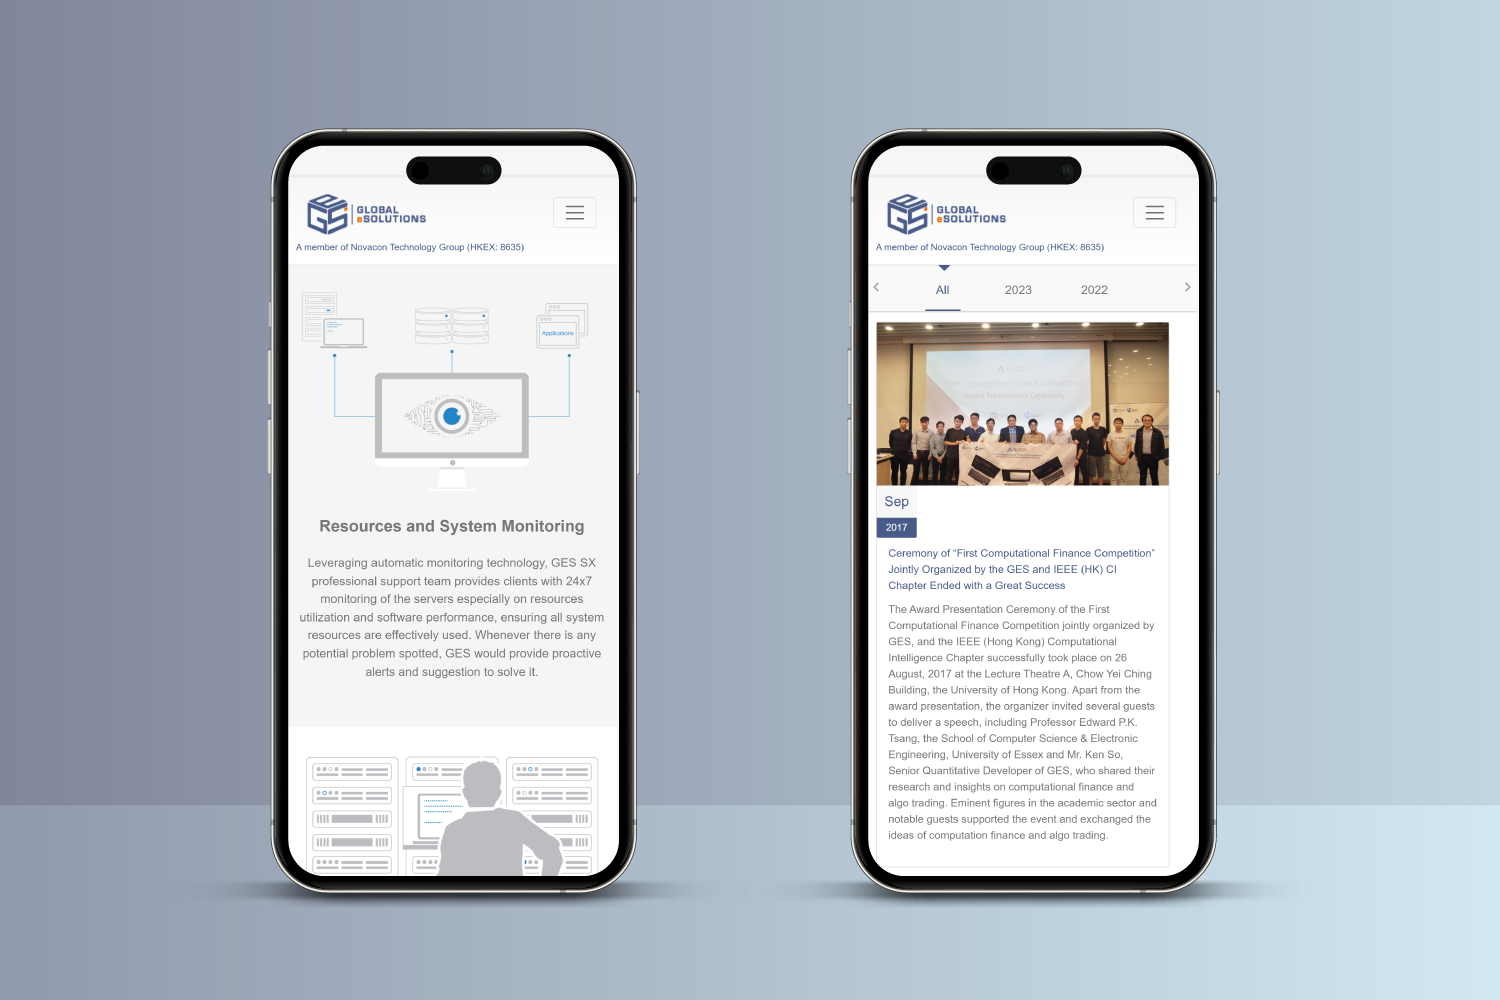 GLOBAL
eSOLUTIONS
A member of Novacon Technology Group (HKEX: 8635)
Applications
Resources and System Monitoring
Leveraging automatic monitoring technology, GES SX
professional support team provides clients with 24x7
monitoring of the servers especially on resources
utilization and software performance, ensuring all system
resources are effectively used. Whenever there is any
potential problem spotted, GES would provide proactive
alerts and suggestion to solve it.
GLOBAL
eSOLUTIONS
A member of Novacon Technology Group (HKEX: 8635)
All 2023 2022
First Computational Finance Competition
Award Presentation Ceremony
Sep
2017
Ceremony of “First Computational Finance Competition”
Jointly Organized by the GES and IEEE (HK) CI
Chapter Ended with a Great Success
The Award Presentation Ceremony of the First
Computational Finance Competition jointly organized by
GES, and the IEEE (Hong Kong) Computational
Intelligence Chapter successfully took place on 26
August, 2017 at the Lecture Theatre A, Chow Yei Ching
Building, the University of Hong Kong. Apart from the
award presentation, the organizer invited several guests
to deliver a speech, including Professor Edward P.K.
Tsang, the School of Computer Science & Electronic
Engineering, University of Essex and Mr. Ken So,
Senior Quantitative Developer of GES, who shared their
research and insights on computational finance and
algo trading. Eminent figures in the academic sector and
notable guests supported the event and exchanged the
ideas of computation finance and algo trading.